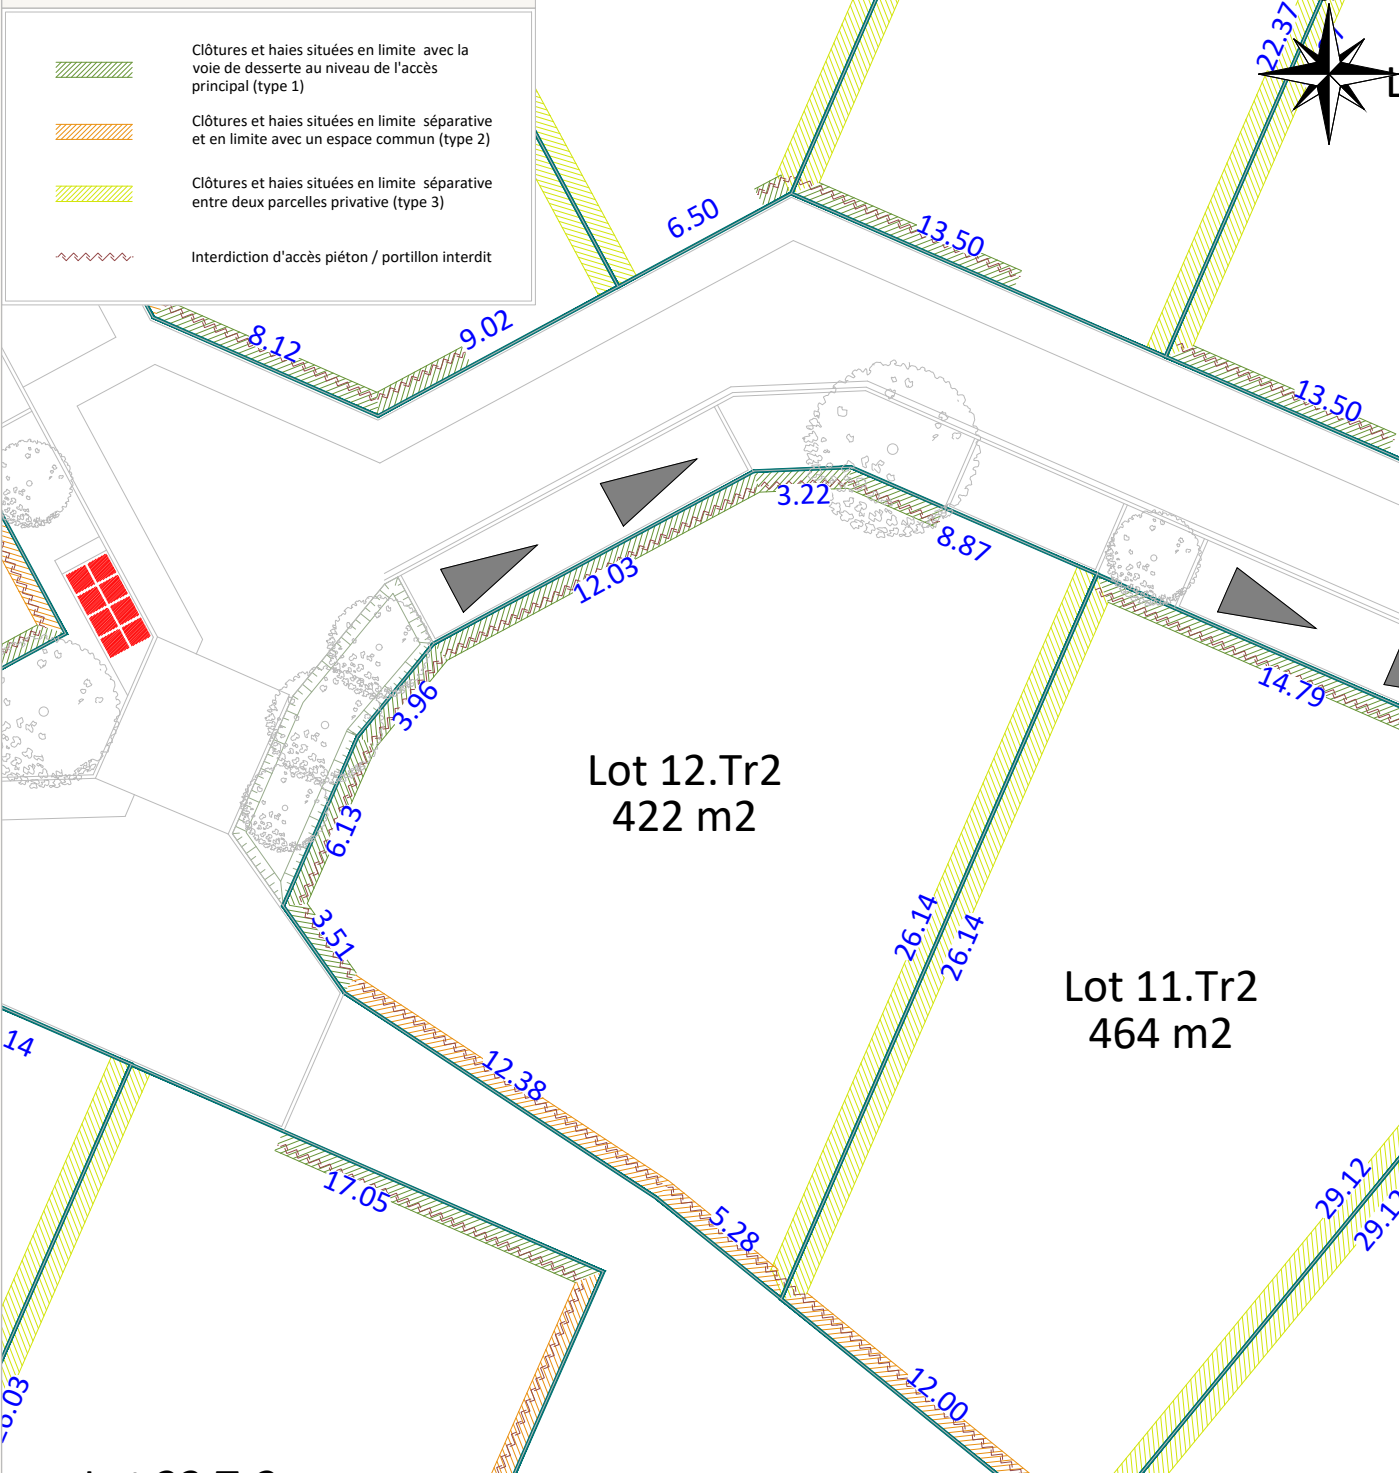 Clôtures et haies situées en limite avec la
voie de desserte au niveau de l'accès
principal (type 1)
Clôtures et haies situées en limite séparative
et en limite avec un espace commun (type 2)
Clôtures et haies situées en limite séparative
entre deux parcelles privative (type 3)
Interdiction d'accès piéton / portillon interdit
22.37
6.50
13.50
8.12
9.02
13.50
3.22
8.87
12.03
14.79
3.96
Lot 12.Tr2
422 m2
6.13
3.51
26.14
26.14
Lot 11.Tr2
464 m2
14
12.38
17.05
5.28
29.12
29.12
12.00